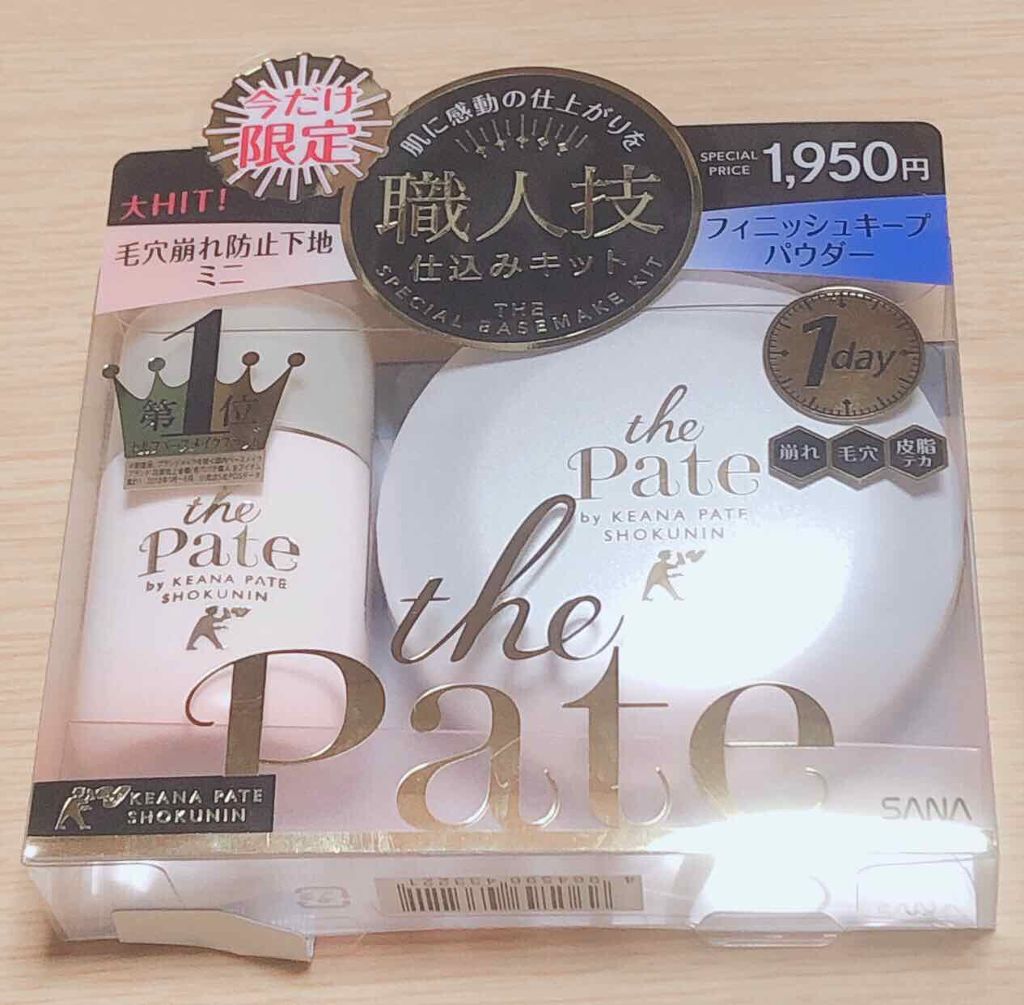 今だけ
限定
肌に感動の仕上がりを
職人技
仕込みキット
THE
SPECIAL BASEMAKE KIT
SPECIAL
PRICE
1,950円
大HIT!
毛穴崩れ防止下地
ミニ
フィニッシュキープ
パウダー
第1位
1day
崩れ
毛穴
皮脂
テカ
the
Pate
by KEANA PATE
SHOKUNIN
the
Pate
by KEANA PATE
SHOKUNIN
the
Pate
KEANA PATE
SHOKUNIN
SANA